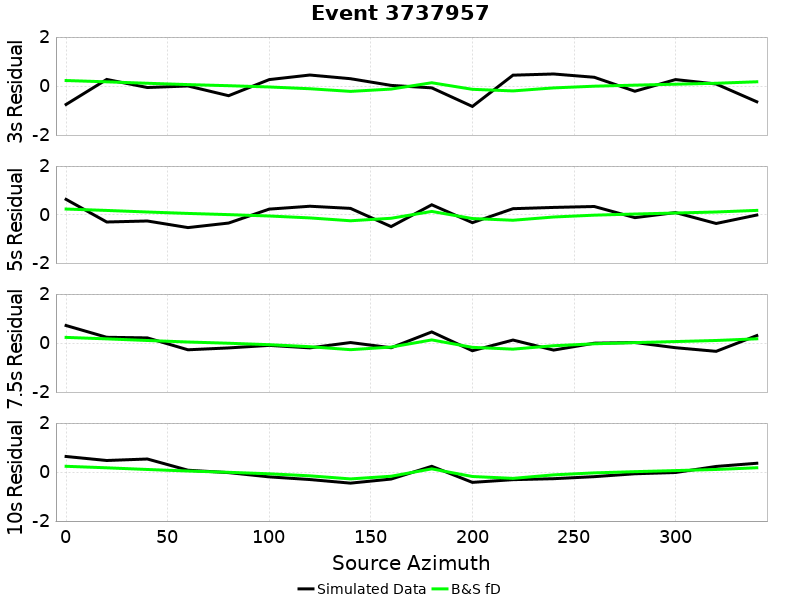 Event 3737957
3s Residual
2
0
-2
5s Residual
2
0
-2
7.5s Residual
2
0
-2
10s Residual
2
0
-2
0 50 100 150 200 250 300
Source Azimuth
Simulated Data B&S fD